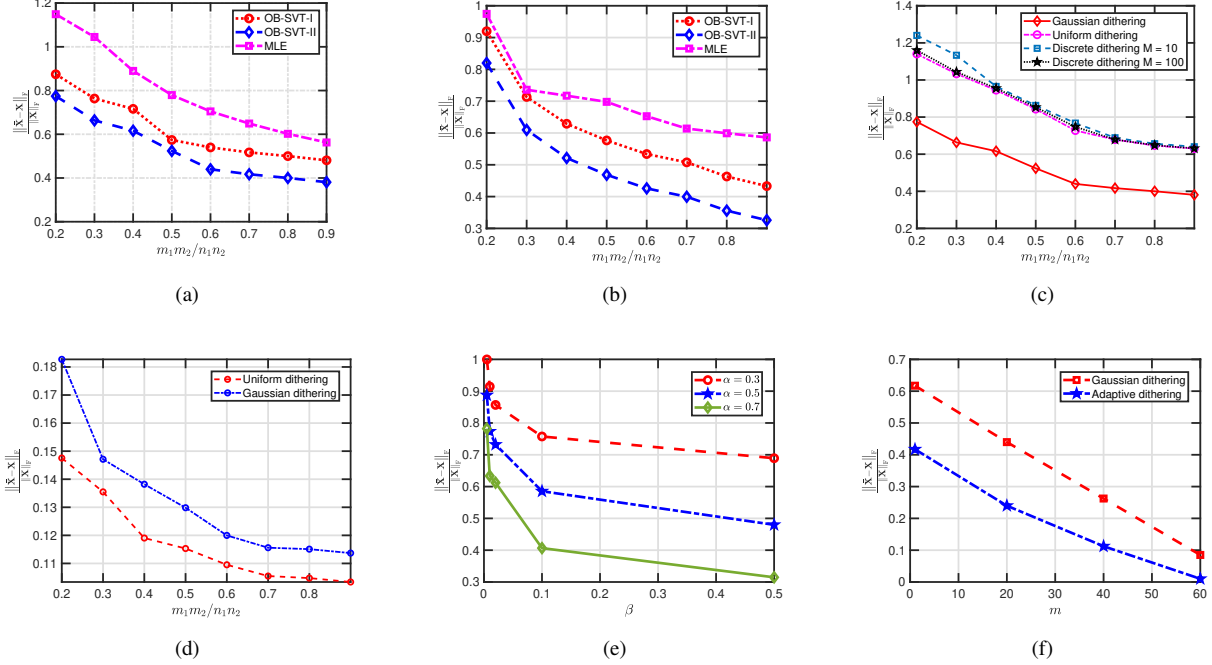 1.2
1
0.8
0.6
0.4
0.2
‖x̄−x‖F
‖x‖F
OB-SVT-I
OB-SVT-II
MLE
0.2 0.3 0.4 0.5 0.6 0.7 0.8 0.9
m₁m₂/n₁n₂
(a)
1
0.9
0.8
0.7
0.6
0.5
0.4
0.3
‖x̄−x‖F
‖x‖F
OB-SVT-I
OB-SVT-II
MLE
0.2 0.3 0.4 0.5 0.6 0.7 0.8
m₁m₂/n₁n₂
(b)
1.4
1.2
1
0.8
0.6
0.4
0.2
‖x̄−x‖F
‖x‖F
Gaussian dithering
Uniform dithering
Discrete dithering M = 10
Discrete dithering M = 100
0.2 0.3 0.4 0.5 0.6 0.7 0.8
m₁m₂/n₁n₂
(c)
0.18
0.17
0.16
0.15
0.14
0.13
0.12
0.11
‖x̄−x‖F
‖x‖F
Uniform dithering
Gaussian dithering
0.2 0.3 0.4 0.5 0.6 0.7 0.8
m₁m₂/n₁n₂
(d)
1
0.9
0.8
0.7
0.6
0.5
0.4
0.3
‖x̄−x‖F
‖x‖F
α = 0.3
α = 0.5
α = 0.7
0 0.1 0.2 0.3 0.4 0.5
β
(e)
0.7
0.6
0.5
0.4
0.3
0.2
0.1
0
‖x̄−x‖F
‖x‖F
Gaussian dithering
Adaptive dithering
0 10 20 30 40 50 60
m
(f)